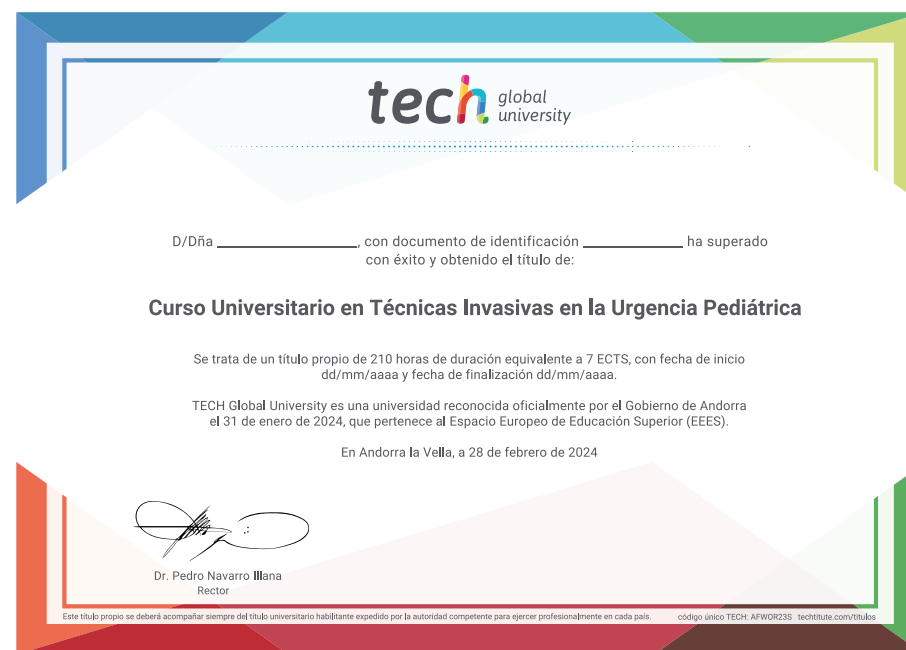 tech global university
D/Dña ____________________, con documento de identificación ______________ ha superado
con éxito y obtenido el título de:
Curso Universitario en Técnicas Invasivas en la Urgencia Pediátrica
Se trata de un título propio de 210 horas de duración equivalente a 7 ECTS, con fecha de inicio
dd/mm/aaaa y fecha de finalización dd/mm/aaaa.
TECH Global University es una universidad reconocida oficialmente por el Gobierno de Andorra
el 31 de enero de 2024, que pertenece al Espacio Europeo de Educación Superior (EEES).
En Andorra la Vella, a 28 de febrero de 2024
Dr. Pedro Navarro Illana
Rector
Este título propio se deberá acompañar siempre del título universitario habilitante expedido por la autoridad competente para ejercer profesionalmente en cada país. código único TECH: AFWOR23S techtitute.com/titulos